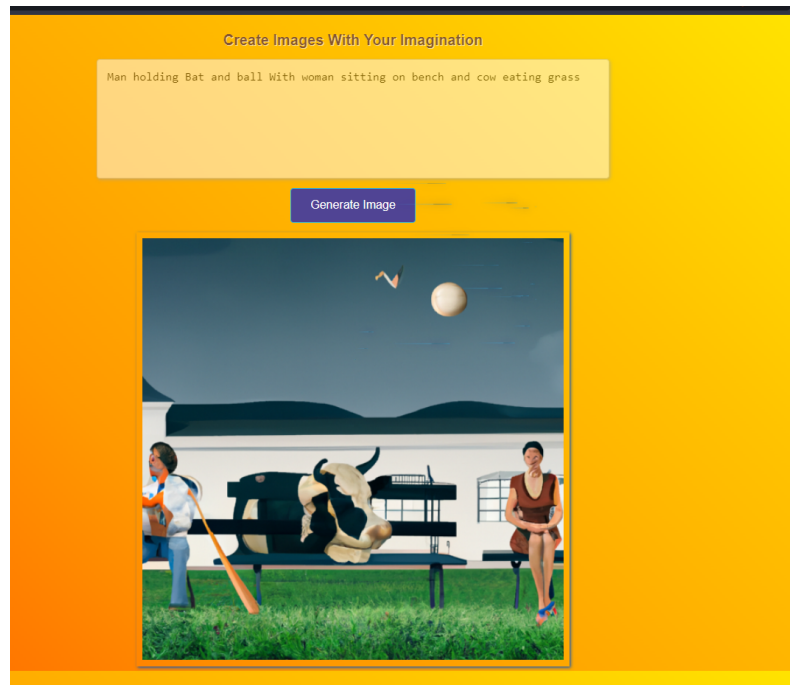 Create Images With Your Imagination
Man holding Bat and ball With woman sitting on bench and cow eating grass
Generate Image